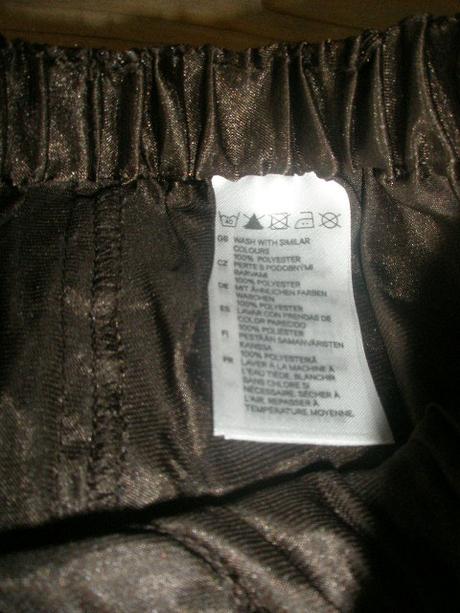 40
GB WASH WITH SIMILAR
COLOURS
100% POLYESTER
CZ PERTE S PODOBNÝMI
BARVAMI
100% POLYESTER
DE MIT ÄHNLICHEN FARBEN
WASCHEN
100% POLYESTER
ES LAVAR CON PRENDAS DE
COLOR PARECIDO
100% POLIÉSTER
FI PESTÄÄN SAMANVÄRISTEN
KANSSA
100% POLYESTERIÄ
FR LAVER À LA MACHINE À
L'EAU TIÈDE, BLANCHIR
SANS CHLORE SI
NÉCESSAIRE, SÉCHER À
L'AIR, REPASSER À
TEMPÉRATURE MOYENNE.